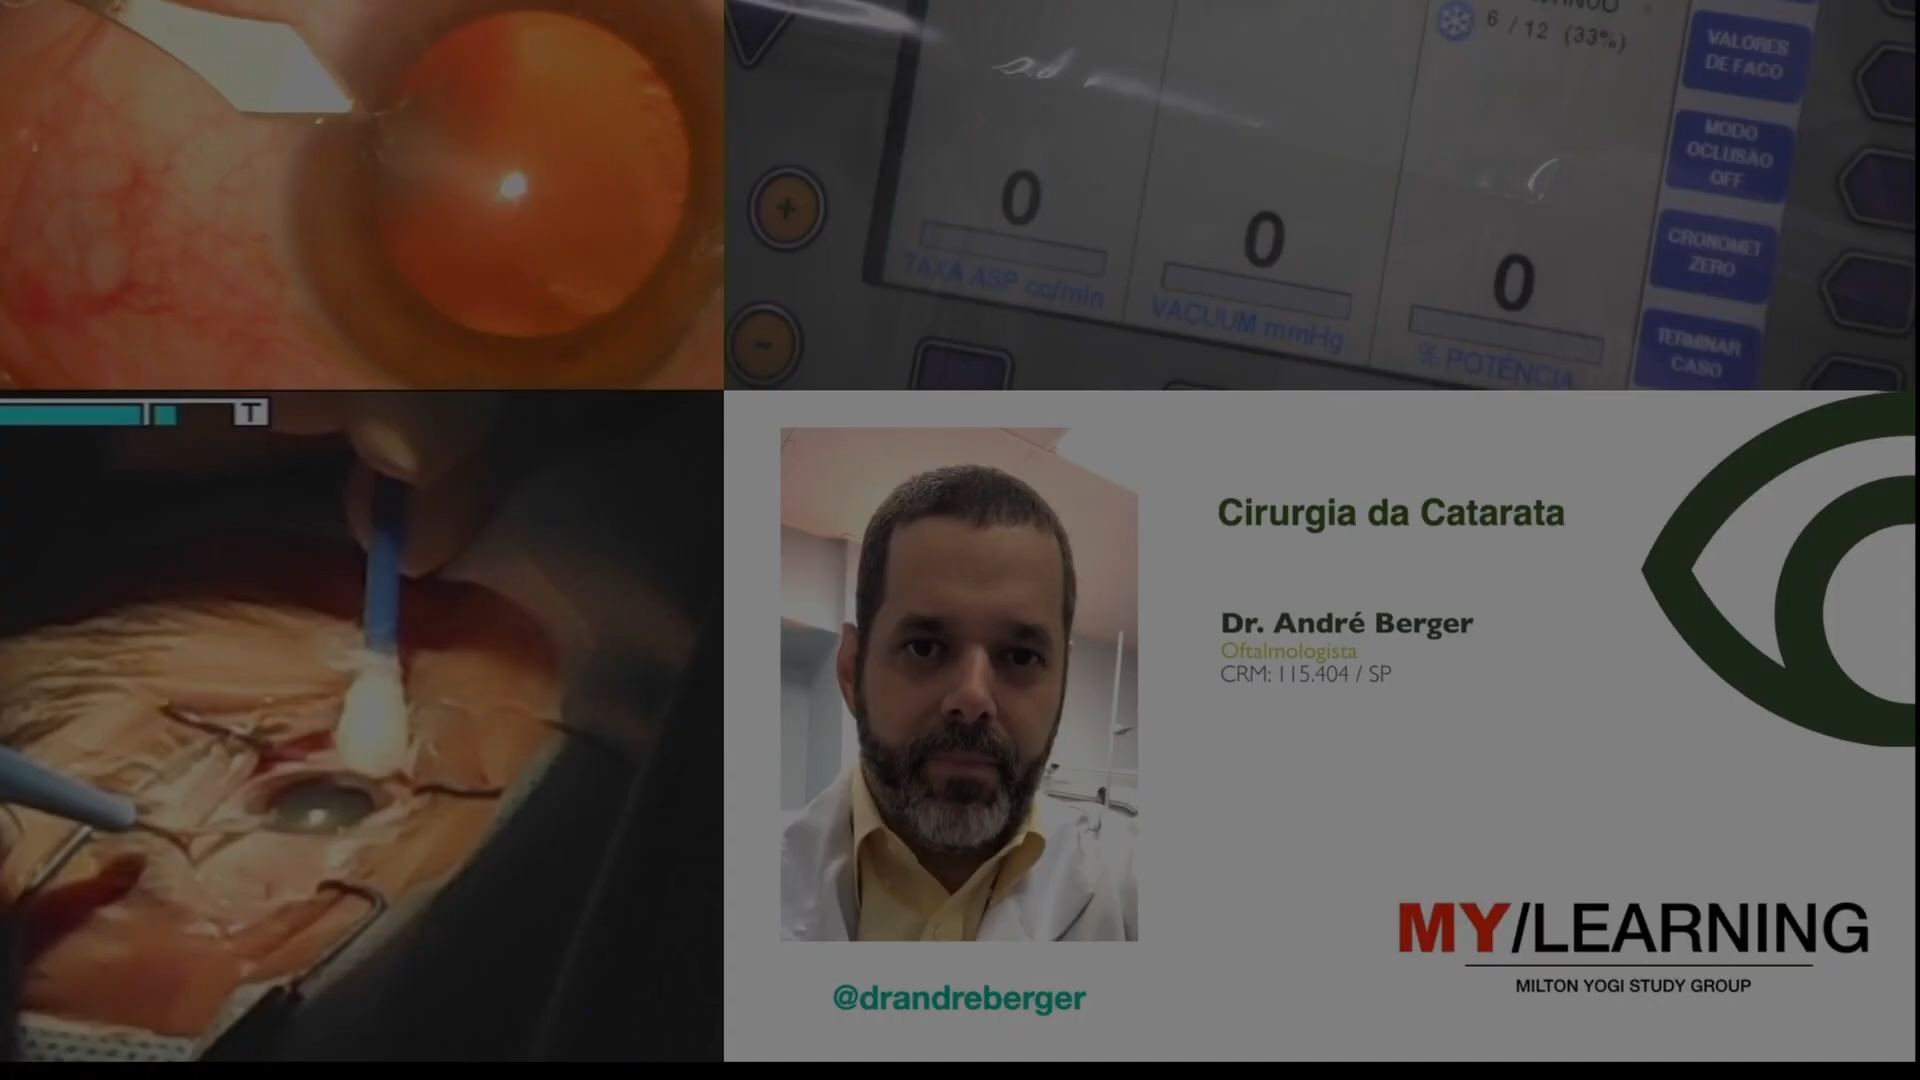 6 / 12 (33%)
VALORES
DE FACO
MODO
OCLUSÃO
OFF
CRONOMET
ZERO
TERMINAR
CASO
0
0
0
TAXA ASP cc/min
VACUUM mmHg
% POTÊNCIA
+
-
T
Cirurgia da Catarata
Dr. André Berger
Oftalmologista
CRM: 115.404 / SP
@drandreberger
MY/LEARNING
MILTON YOGI STUDY GROUP